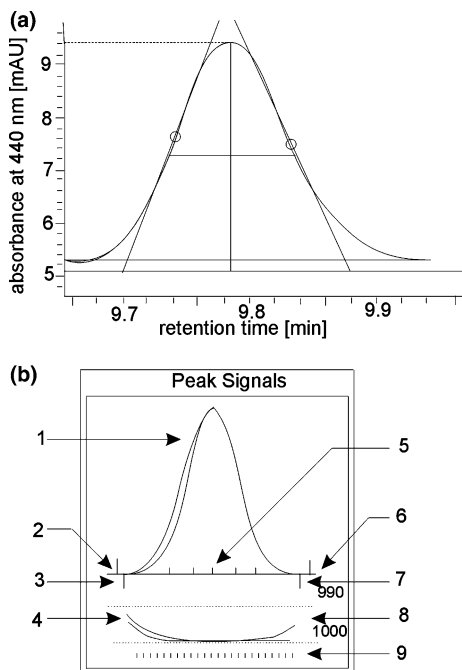 (a)
absorbance at 440 nm [mAU]
9
8
7
6
5
9.7 9.8 9.9
retention time [min]
(b)
Peak Signals
1
5
2
6
3
7
990
4
8
1000
9